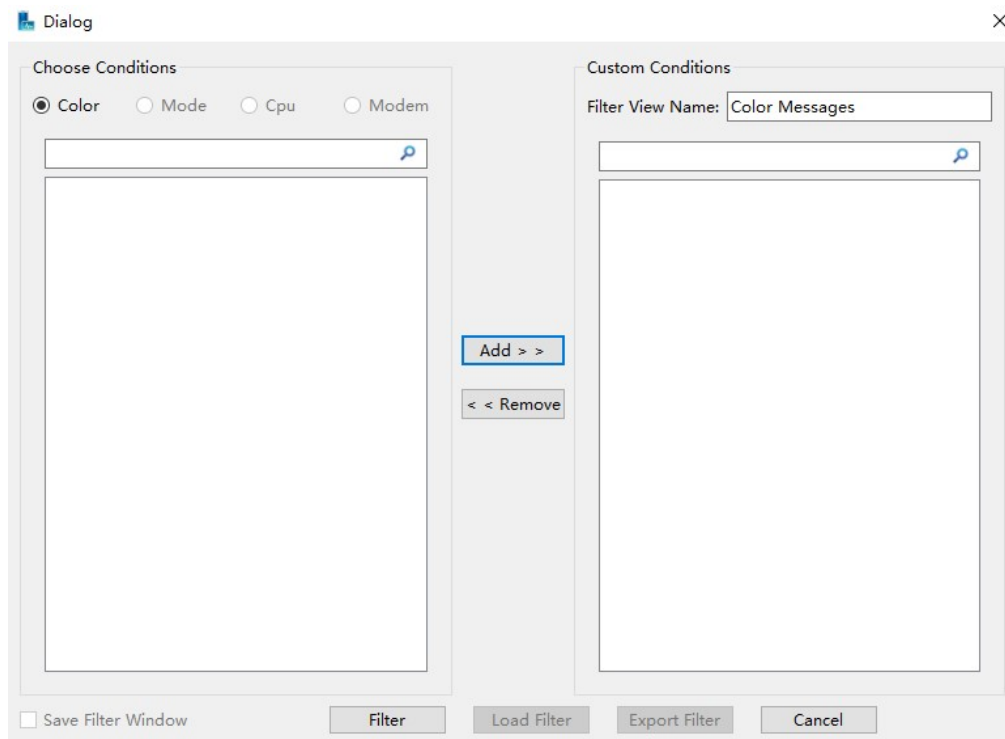 Dialog
Choose Conditions
Color Mode Cpu Modem
Custom Conditions
Filter View Name: Color Messages
Add > >
< < Remove
Save Filter Window Filter Load Filter Export Filter Cancel